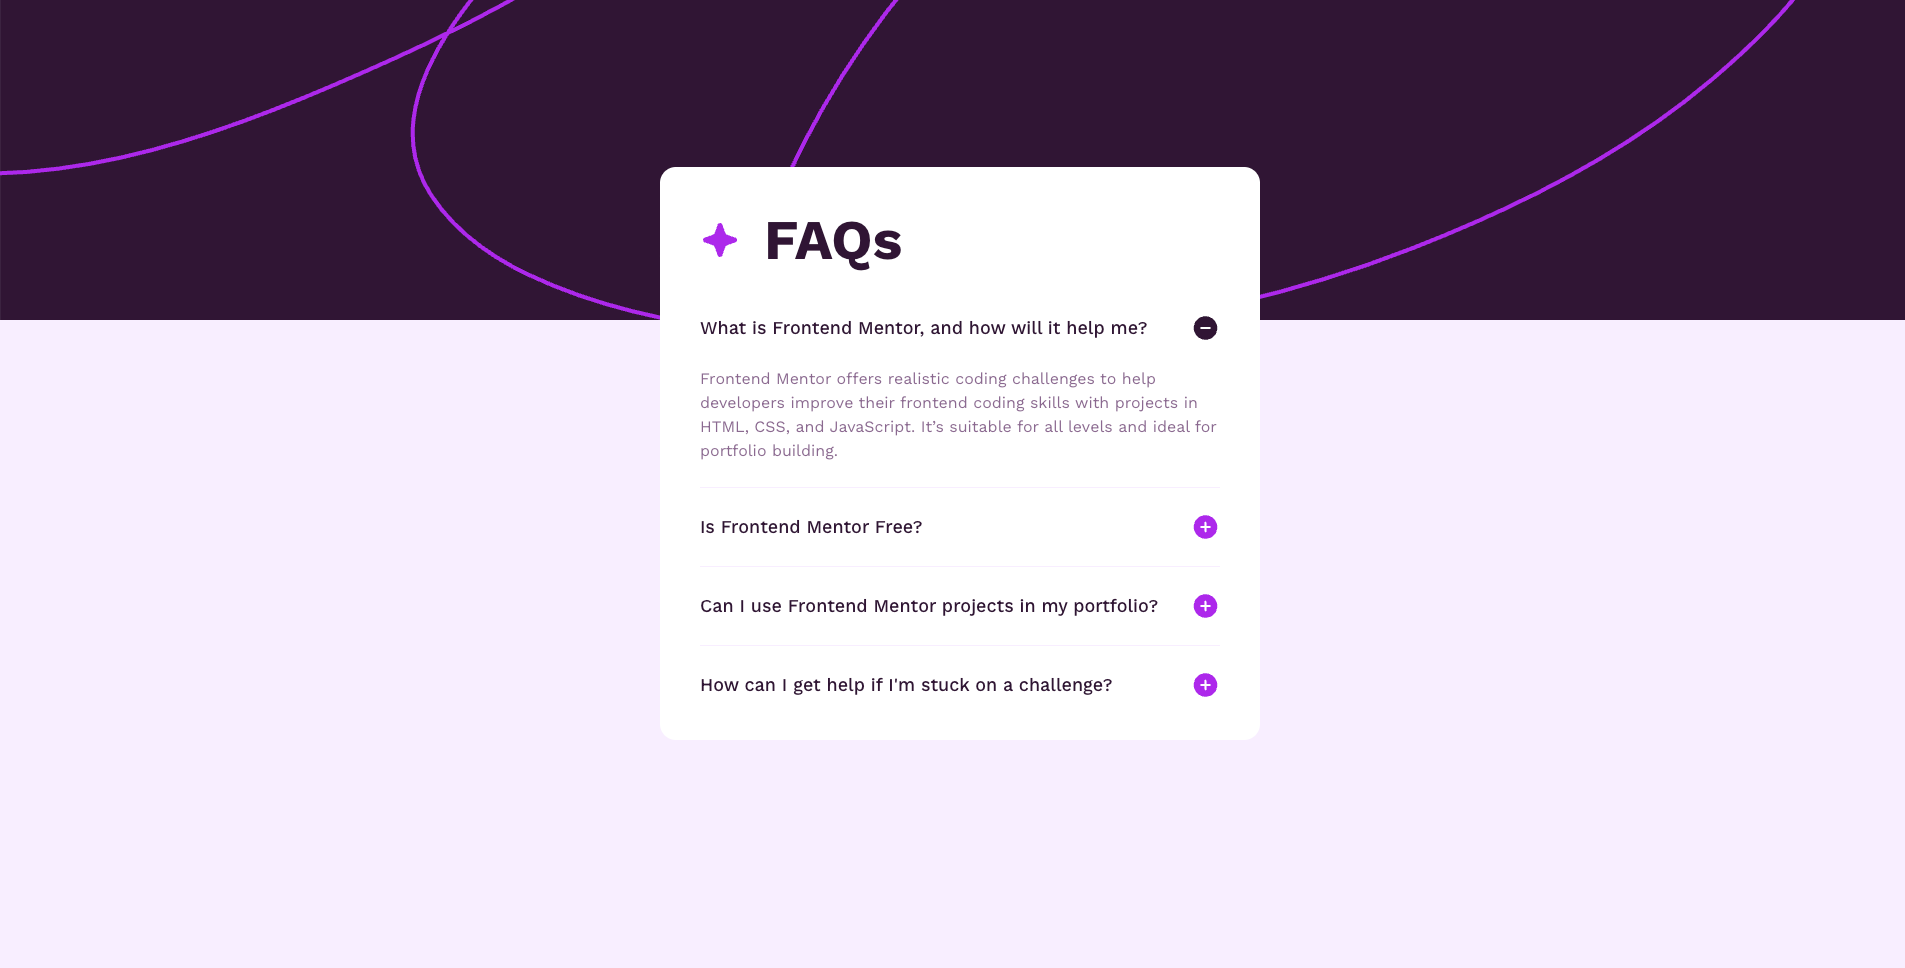 FAQs
What is Frontend Mentor, and how will it help me?
Frontend Mentor offers realistic coding challenges to help
developers improve their frontend coding skills with projects in
HTML, CSS, and JavaScript. It’s suitable for all levels and ideal for
portfolio building.
Is Frontend Mentor Free?
Can I use Frontend Mentor projects in my portfolio?
How can I get help if I'm stuck on a challenge?